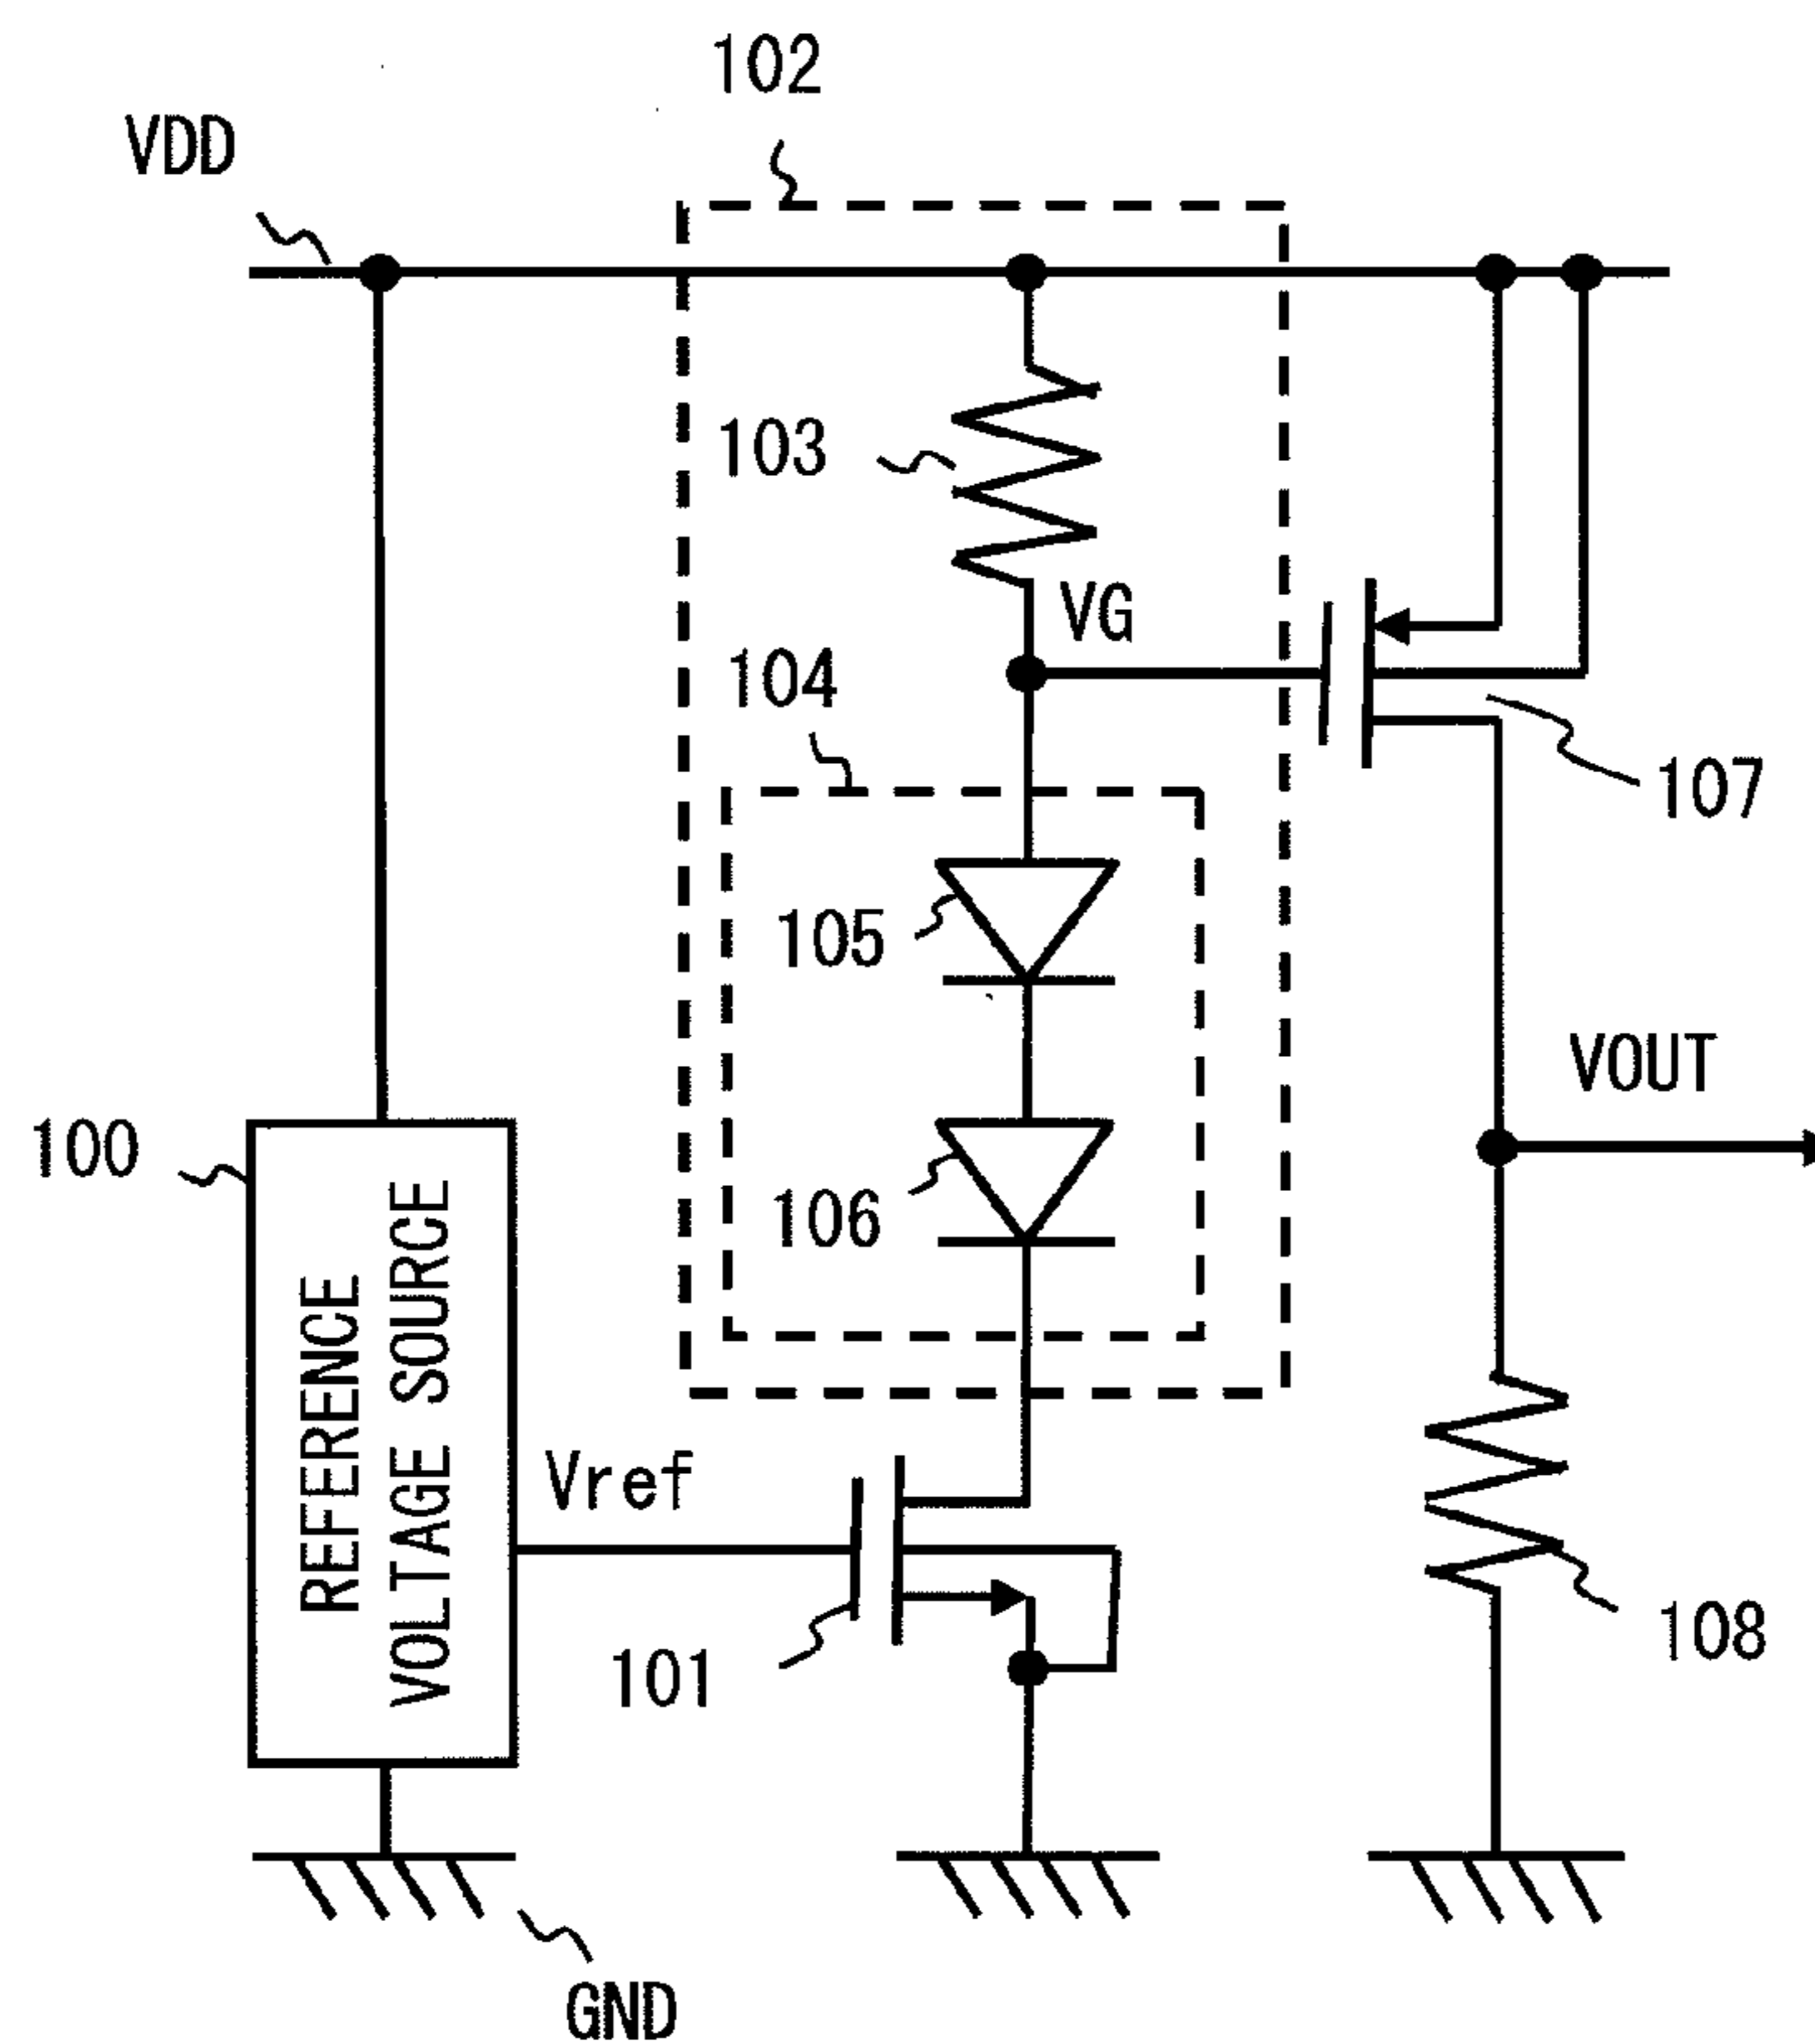 102
VDD
103
VG
104
107
105
VOUT
100
106
REFERENCE
VOLTAGE SOURCE
Vref
108
101
GND